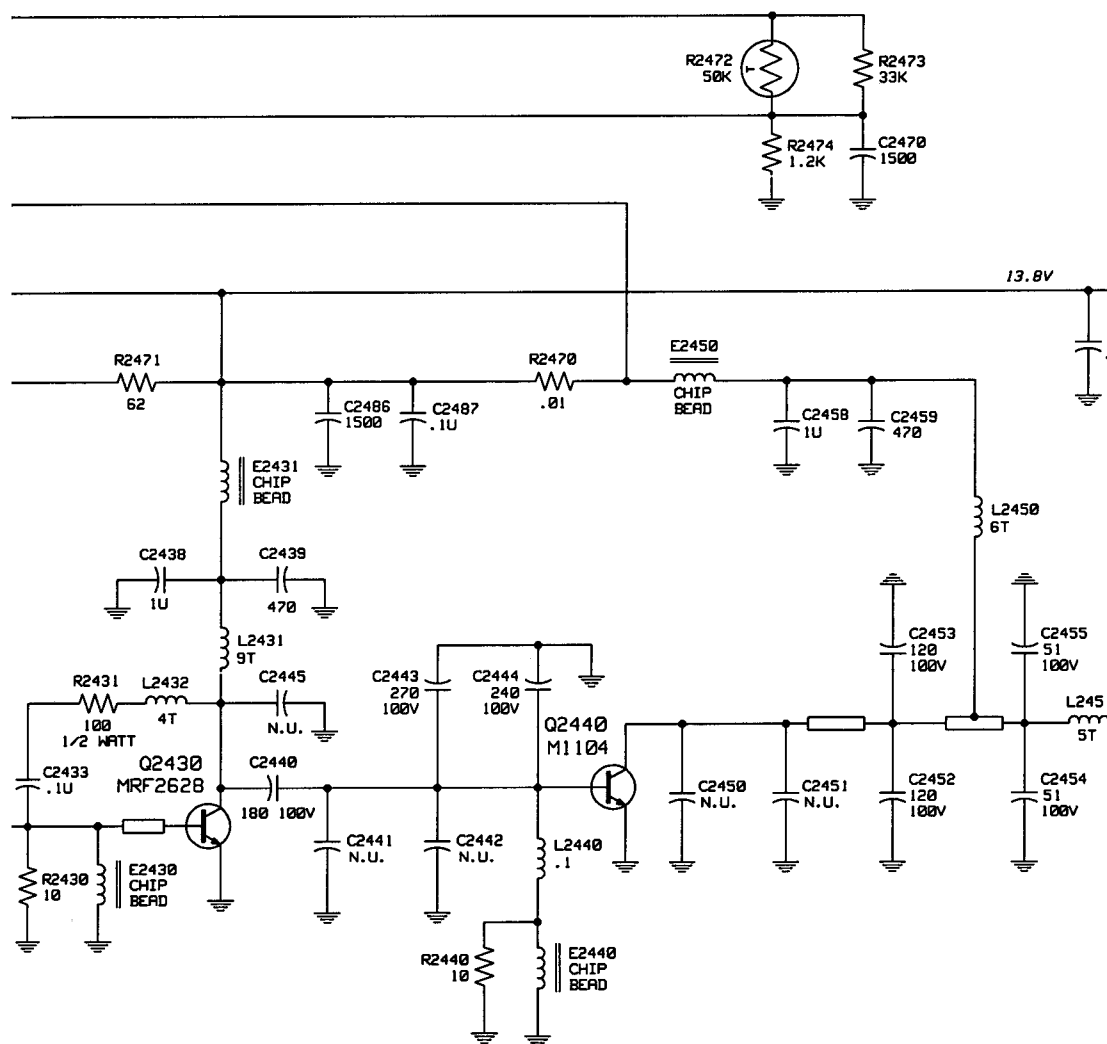 R2472
50K
T
R2473
33K
R2474
1.2K
C2470
1500
13.8V
R2471
62
C2486
1500
C2487
.1U
R2470
.01
E2450
CHIP
BEAD
C2458
1U
C2459
470
E2431
CHIP
BEAD
L2450
6T
C2438
1U
C2439
470
L2431
9T
C2453
120
100V
C2455
51
100V
R2431
100
1/2 WATT
L2432
4T
C2445
N.U.
C2443
270
100V
C2444
240
100V
Q2440
M1104
L245
5T
Q2430
MRF2628
C2433
.1U
C2440
180 100V
C2450
N.U.
C2451
N.U.
C2452
120
100V
C2454
51
100V
C2441
N.U.
C2442
N.U.
L2440
.1
R2430
10
E2430
CHIP
BEAD
R2440
10
E2440
CHIP
BEAD